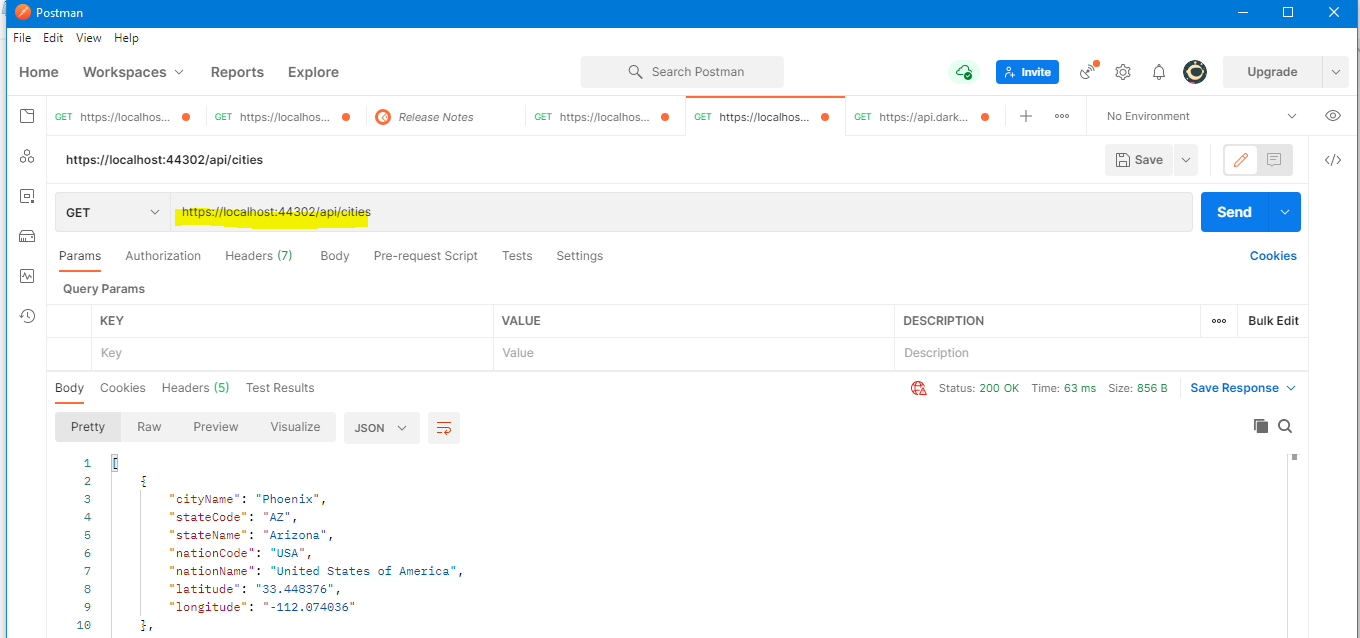 Postman
File Edit View Help
Home Workspaces Reports Explore Search Postman Invite Upgrade
GET https://localhos... GET https://localhos... Release Notes GET https://localhos... GET https://localhos... GET https://api.dark... No Environment
https://localhost:44302/api/cities Save
GET https://localhost:44302/api/cities Send
Params Authorization Headers (7) Body Pre-request Script Tests Settings Cookies
Query Params
KEY VALUE DESCRIPTION Bulk Edit
Key Value Description
Body Cookies Headers (5) Test Results Status: 200 OK Time: 63 ms Size: 856 B Save Response
Pretty Raw Preview Visualize JSON
1 [
2 {
3 "cityName": "Phoenix",
4 "stateCode": "AZ",
5 "stateName": "Arizona",
6 "nationCode": "USA",
7 "nationName": "United States of America",
8 "latitude": "33.448376",
9 "longitude": "-112.074036"
10 },